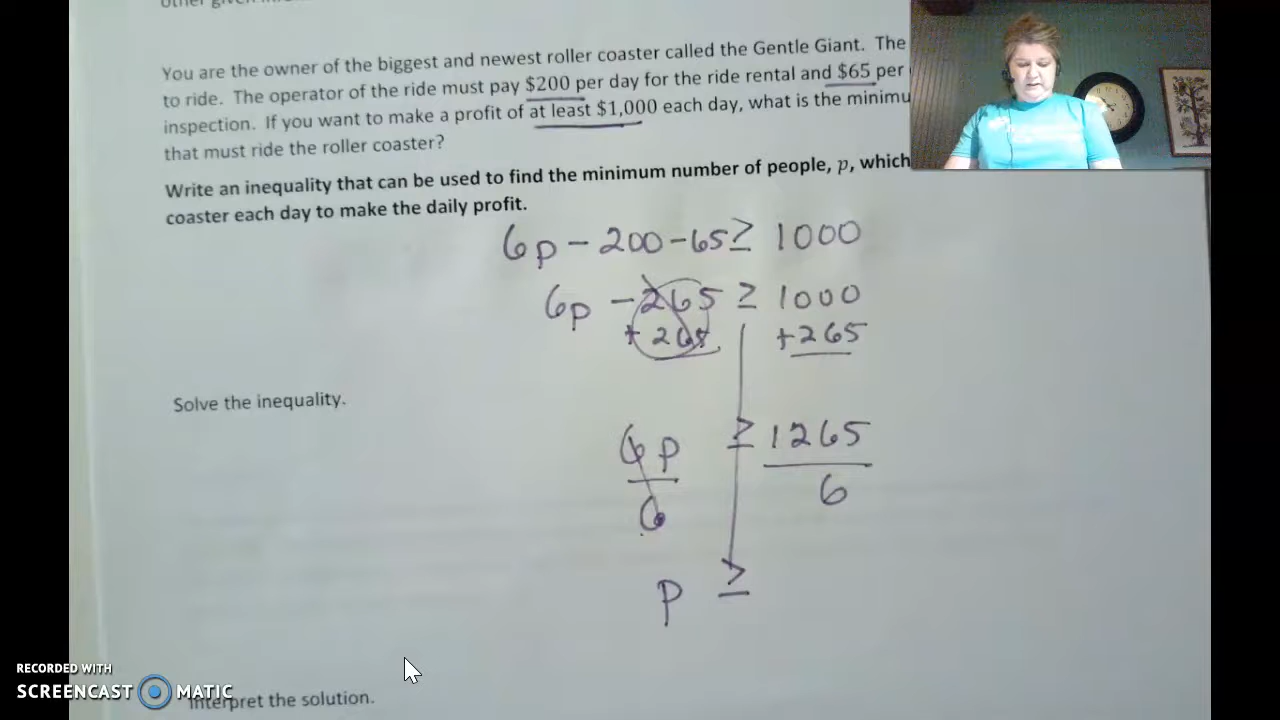 You are the owner of the biggest and newest roller coaster called the Gentle Giant. The
to ride. The operator of the ride must pay $200 per day for the ride rental and $65 per
inspection. If you want to make a profit of at least $1,000 each day, what is the
that must ride the roller coaster?
Write an inequality that can be used to find the minimum number of people, p, which
coaster each day to make the daily profit.
6p - 200 - 65 ≥ 1000
6p - 265 ≥ 1000
+ 265 +265
Solve the inequality.
6p ≥ 1265
6 6
p ≥
RECORDED WITH
SCREENCAST MATIC
Interpret the solution.